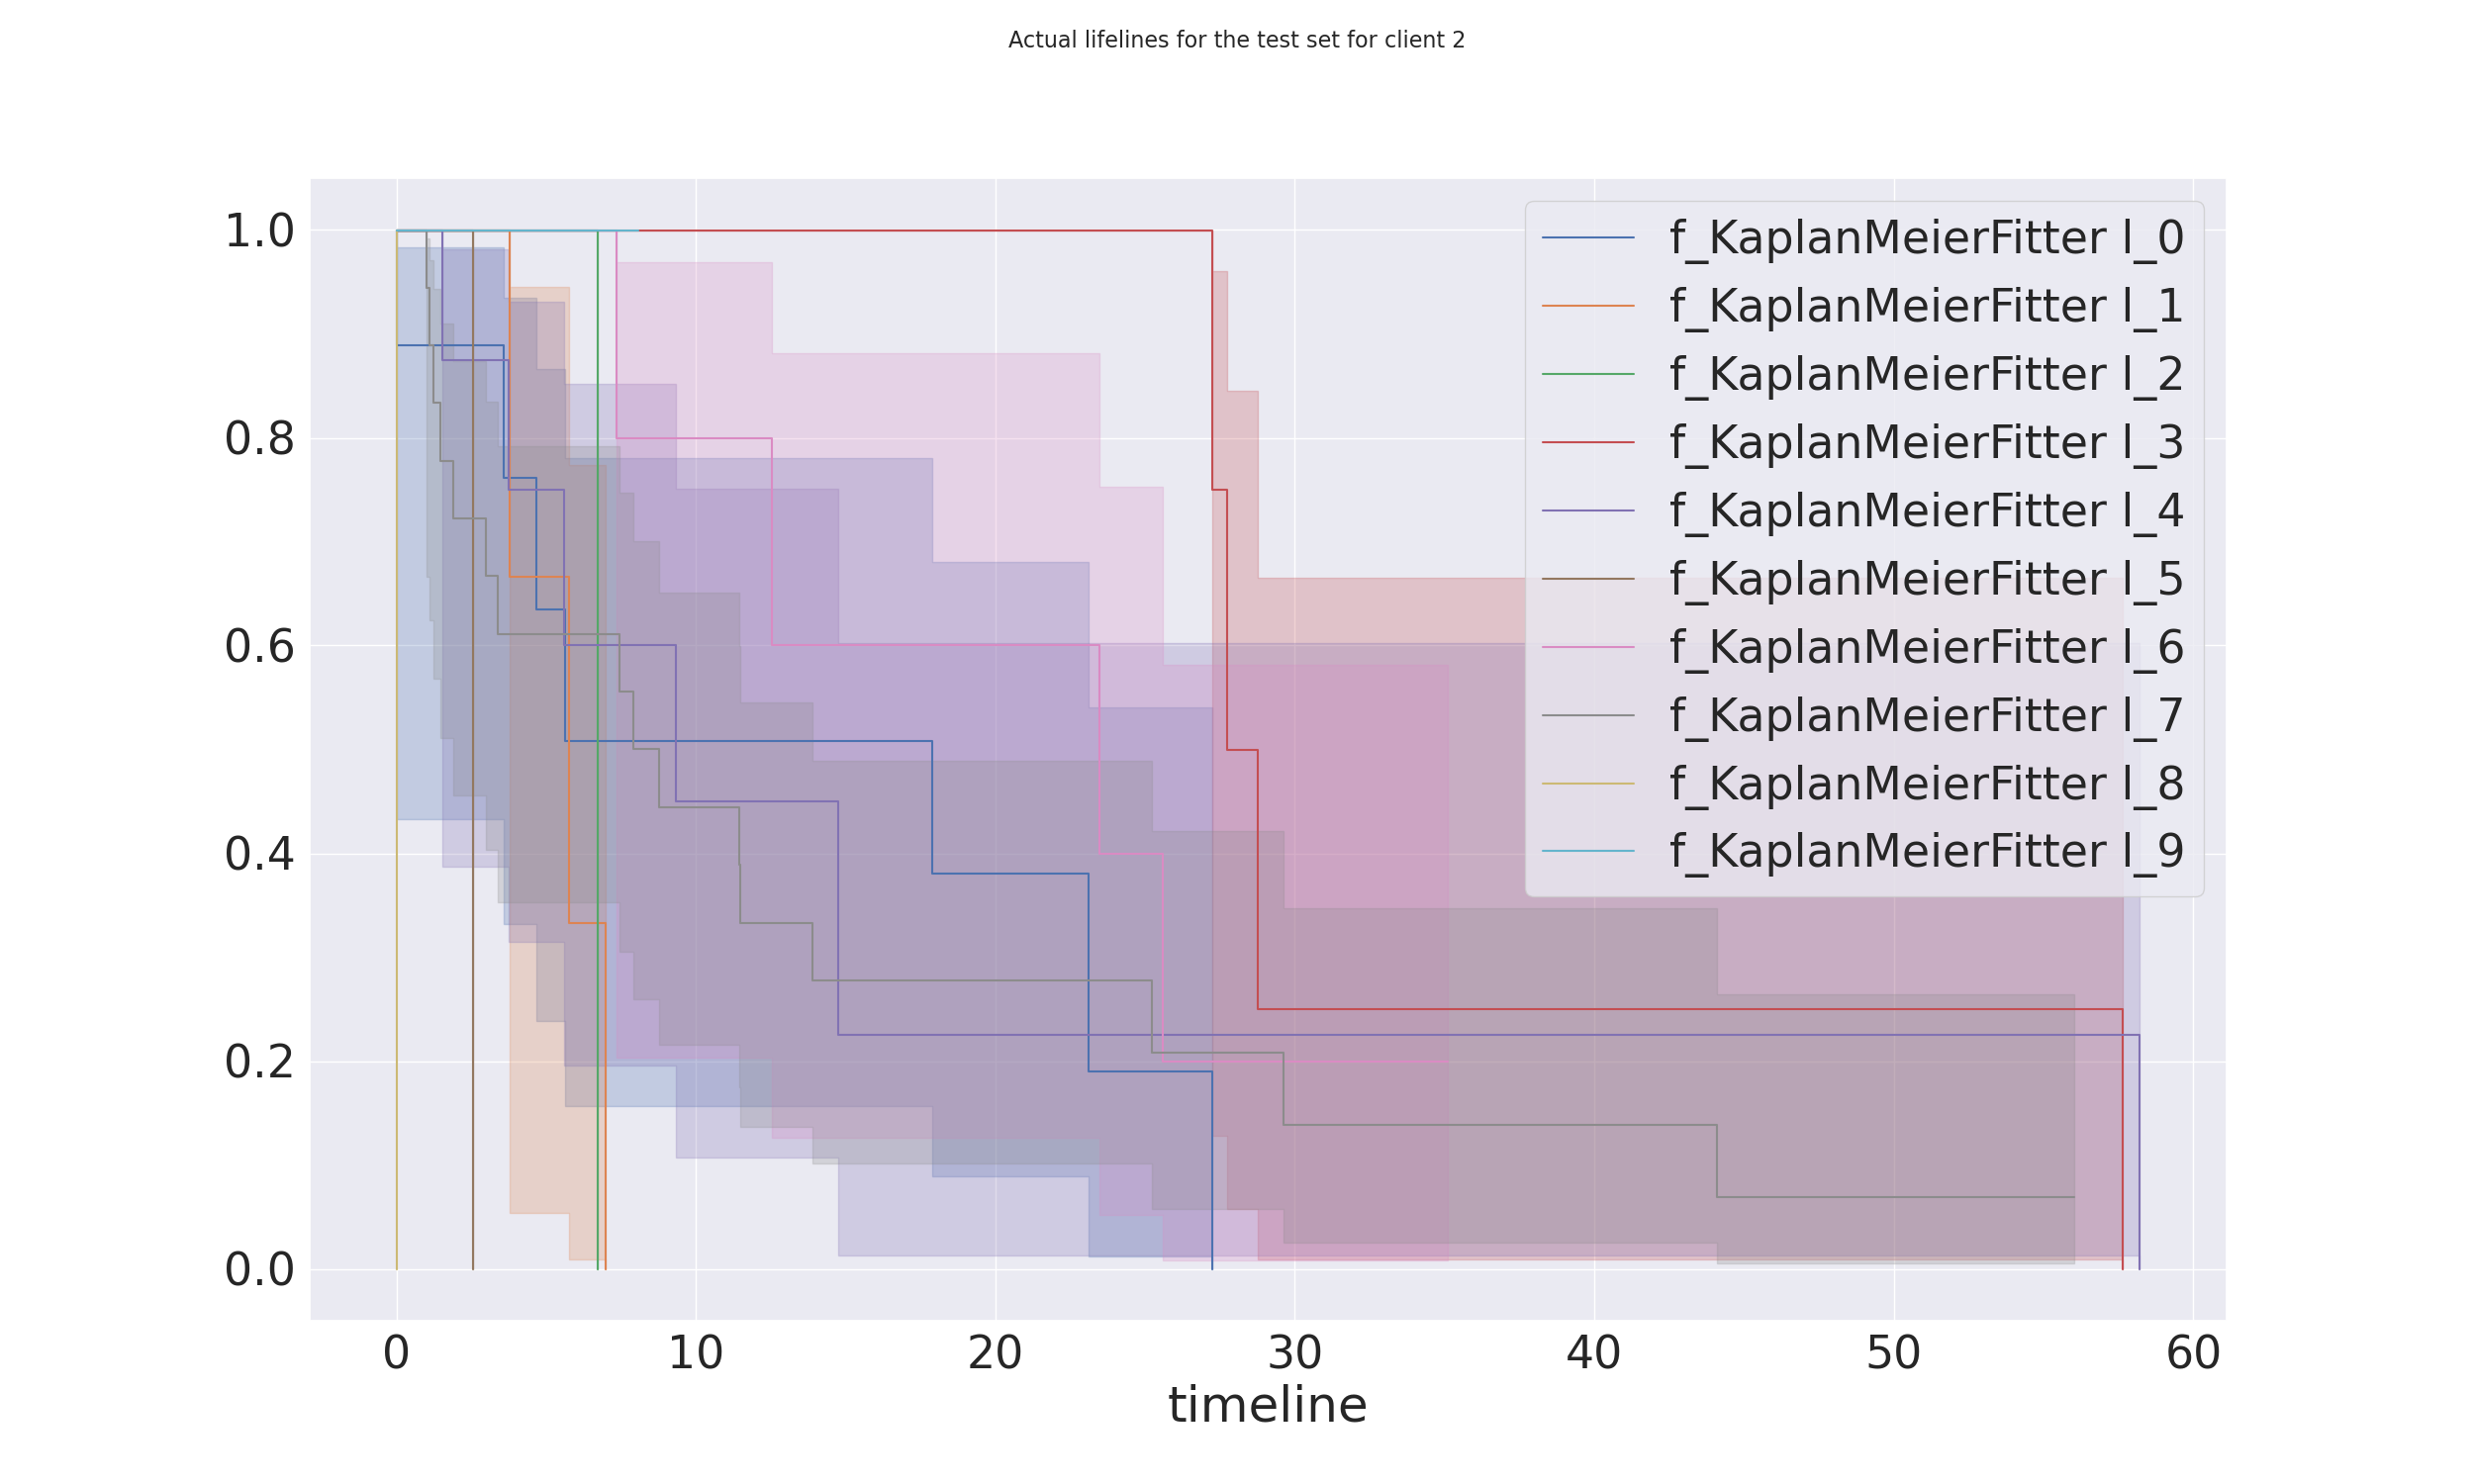 Actual lifelines for the test set for client 2
1.0
0.8
0.6
0.4
0.2
0.0
f_KaplanMeierFitter l_0
f_KaplanMeierFitter l_1
f_KaplanMeierFitter l_2
f_KaplanMeierFitter l_3
f_KaplanMeierFitter l_4
f_KaplanMeierFitter l_5
f_KaplanMeierFitter l_6
f_KaplanMeierFitter l_7
f_KaplanMeierFitter l_8
f_KaplanMeierFitter l_9
0 10 20 30 40 50 60
timeline